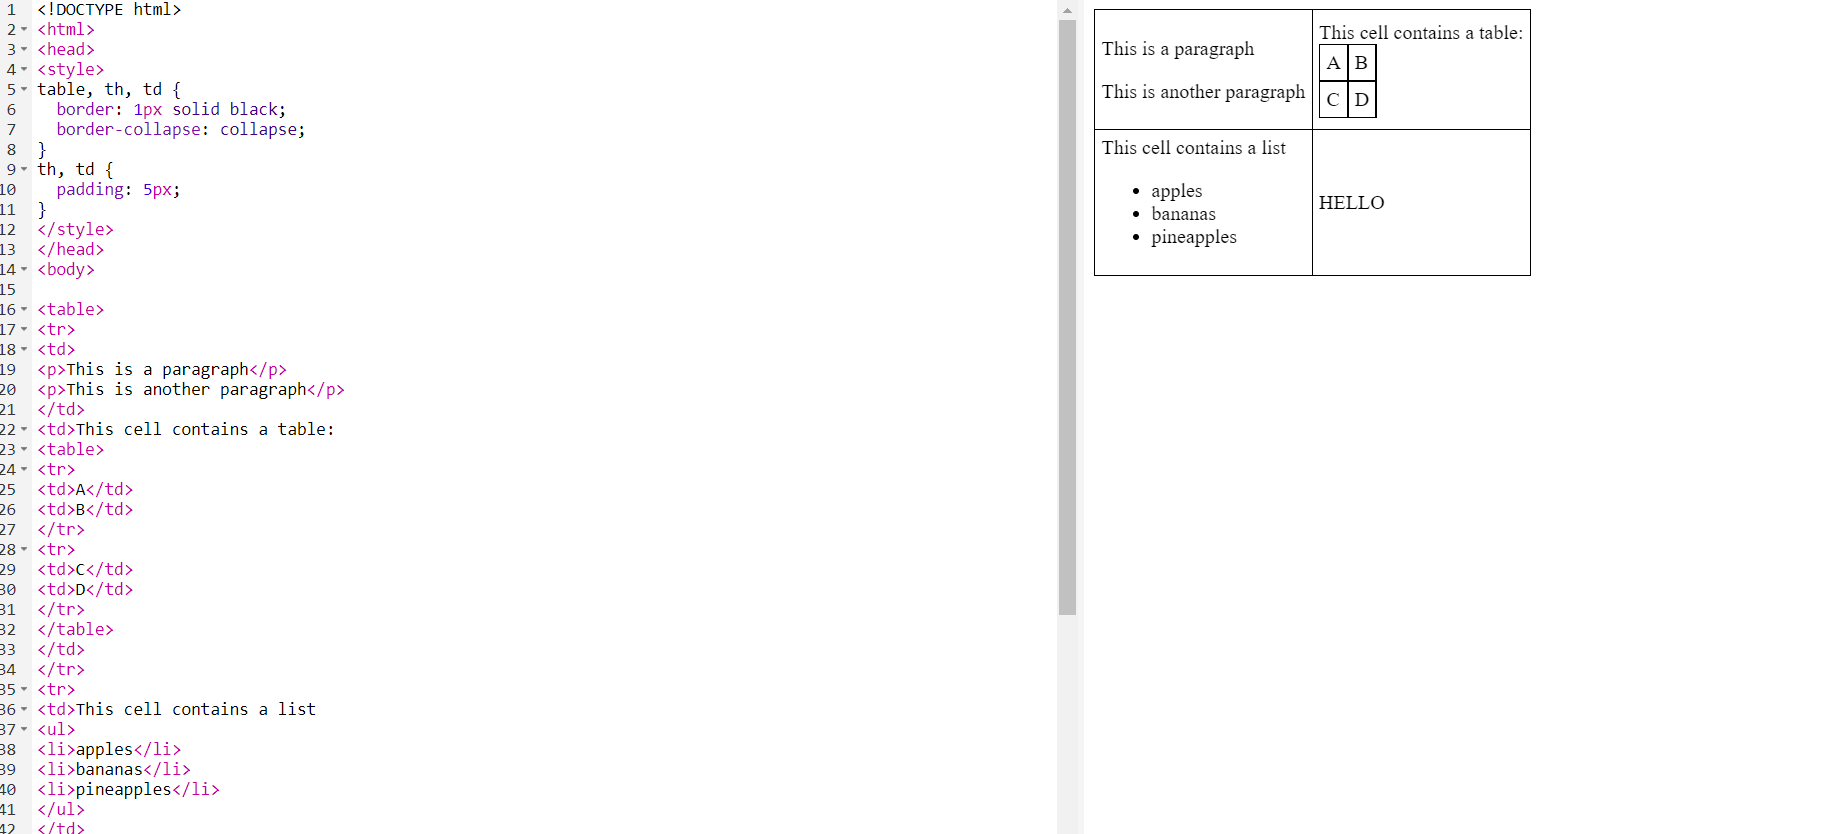 1 <!DOCTYPE html>
2 <html>
3 <head>
4 <style>
5 table, th, td {
6   border: 1px solid black;
7   border-collapse: collapse;
8 }
9 th, td {
10   padding: 5px;
11 }
12 </style>
13 </head>
14 <body>
15
16 <table>
17 <tr>
18 <td>
19 <p>This is a paragraph</p>
20 <p>This is another paragraph</p>
21 </td>
22 <td>This cell contains a table:
23 <table>
24 <tr>
25 <td>A</td>
26 <td>B</td>
27 </tr>
28 <tr>
29 <td>C</td>
30 <td>D</td>
31 </tr>
32 </table>
33 </td>
34 </tr>
35 <tr>
36 <td>This cell contains a list
37 <ul>
38 <li>apples</li>
39 <li>bananas</li>
40 <li>pineapples</li>
41 </ul>
42 </td>
This is a paragraph
This is another paragraph
This cell contains a table:
A B
C D
This cell contains a list
• apples
• bananas
• pineapples
HELLO